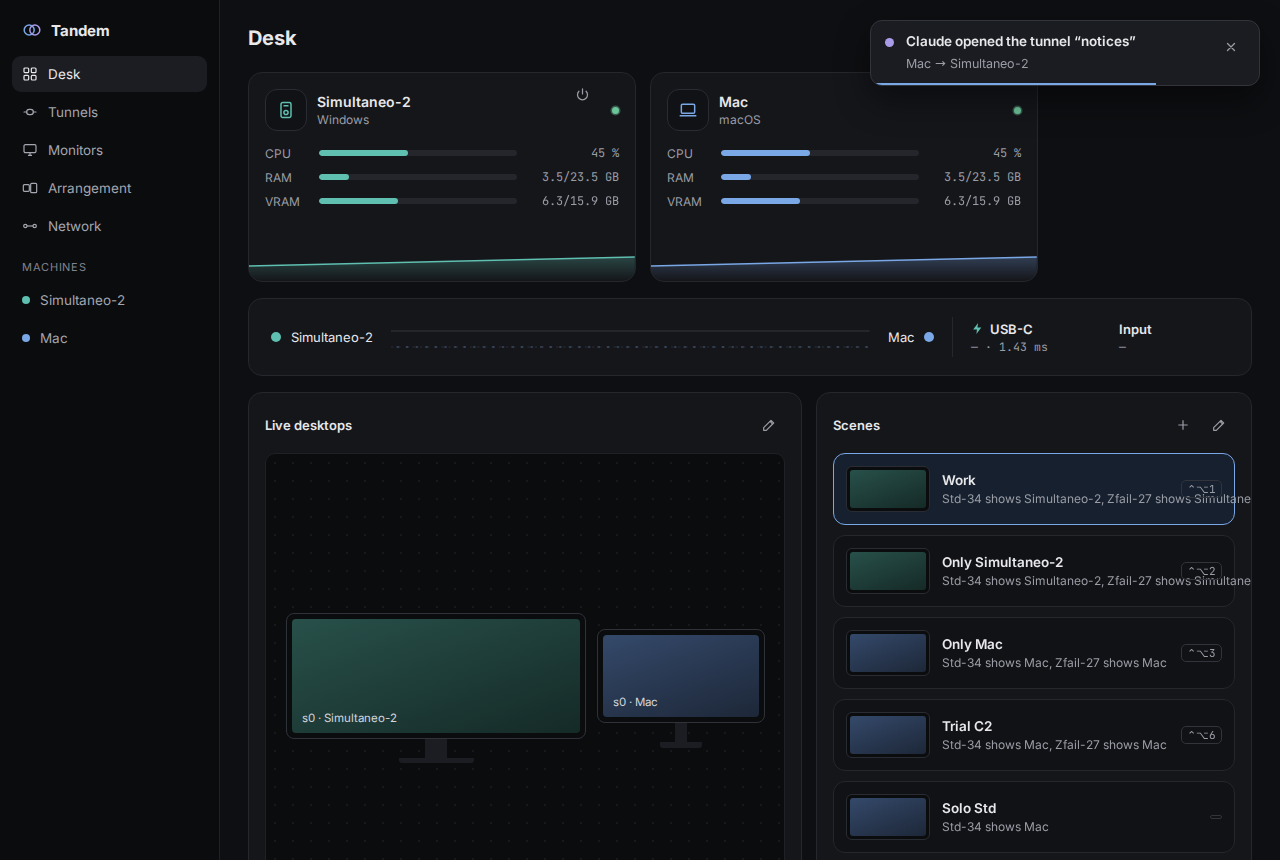 Tandem
Desk
Tunnels
Monitors
Arrangement
Network
MACHINES
Simultaneo-2
Mac
Desk
Claude opened the tunnel “notices”
Mac → Simultaneo-2
Simultaneo-2
Windows
CPU 45 %
RAM 3.5/23.5 GB
VRAM 6.3/15.9 GB
Mac
macOS
CPU 45 %
RAM 3.5/23.5 GB
VRAM 6.3/15.9 GB
Simultaneo-2
Mac
USB-C
— · 1.43 ms
Input
—
Live desktops
s0 · Simultaneo-2
s0 · Mac
Scenes
Work
Std-34 shows Simultaneo-2, Zfail-27 shows Simultane
⌃⌥1
Only Simultaneo-2
Std-34 shows Simultaneo-2, Zfail-27 shows Simultane
⌃⌥2
Only Mac
Std-34 shows Mac, Zfail-27 shows Mac
⌃⌥3
Trial C2
Std-34 shows Mac, Zfail-27 shows Mac
⌃⌥6
Solo Std
Std-34 shows Mac